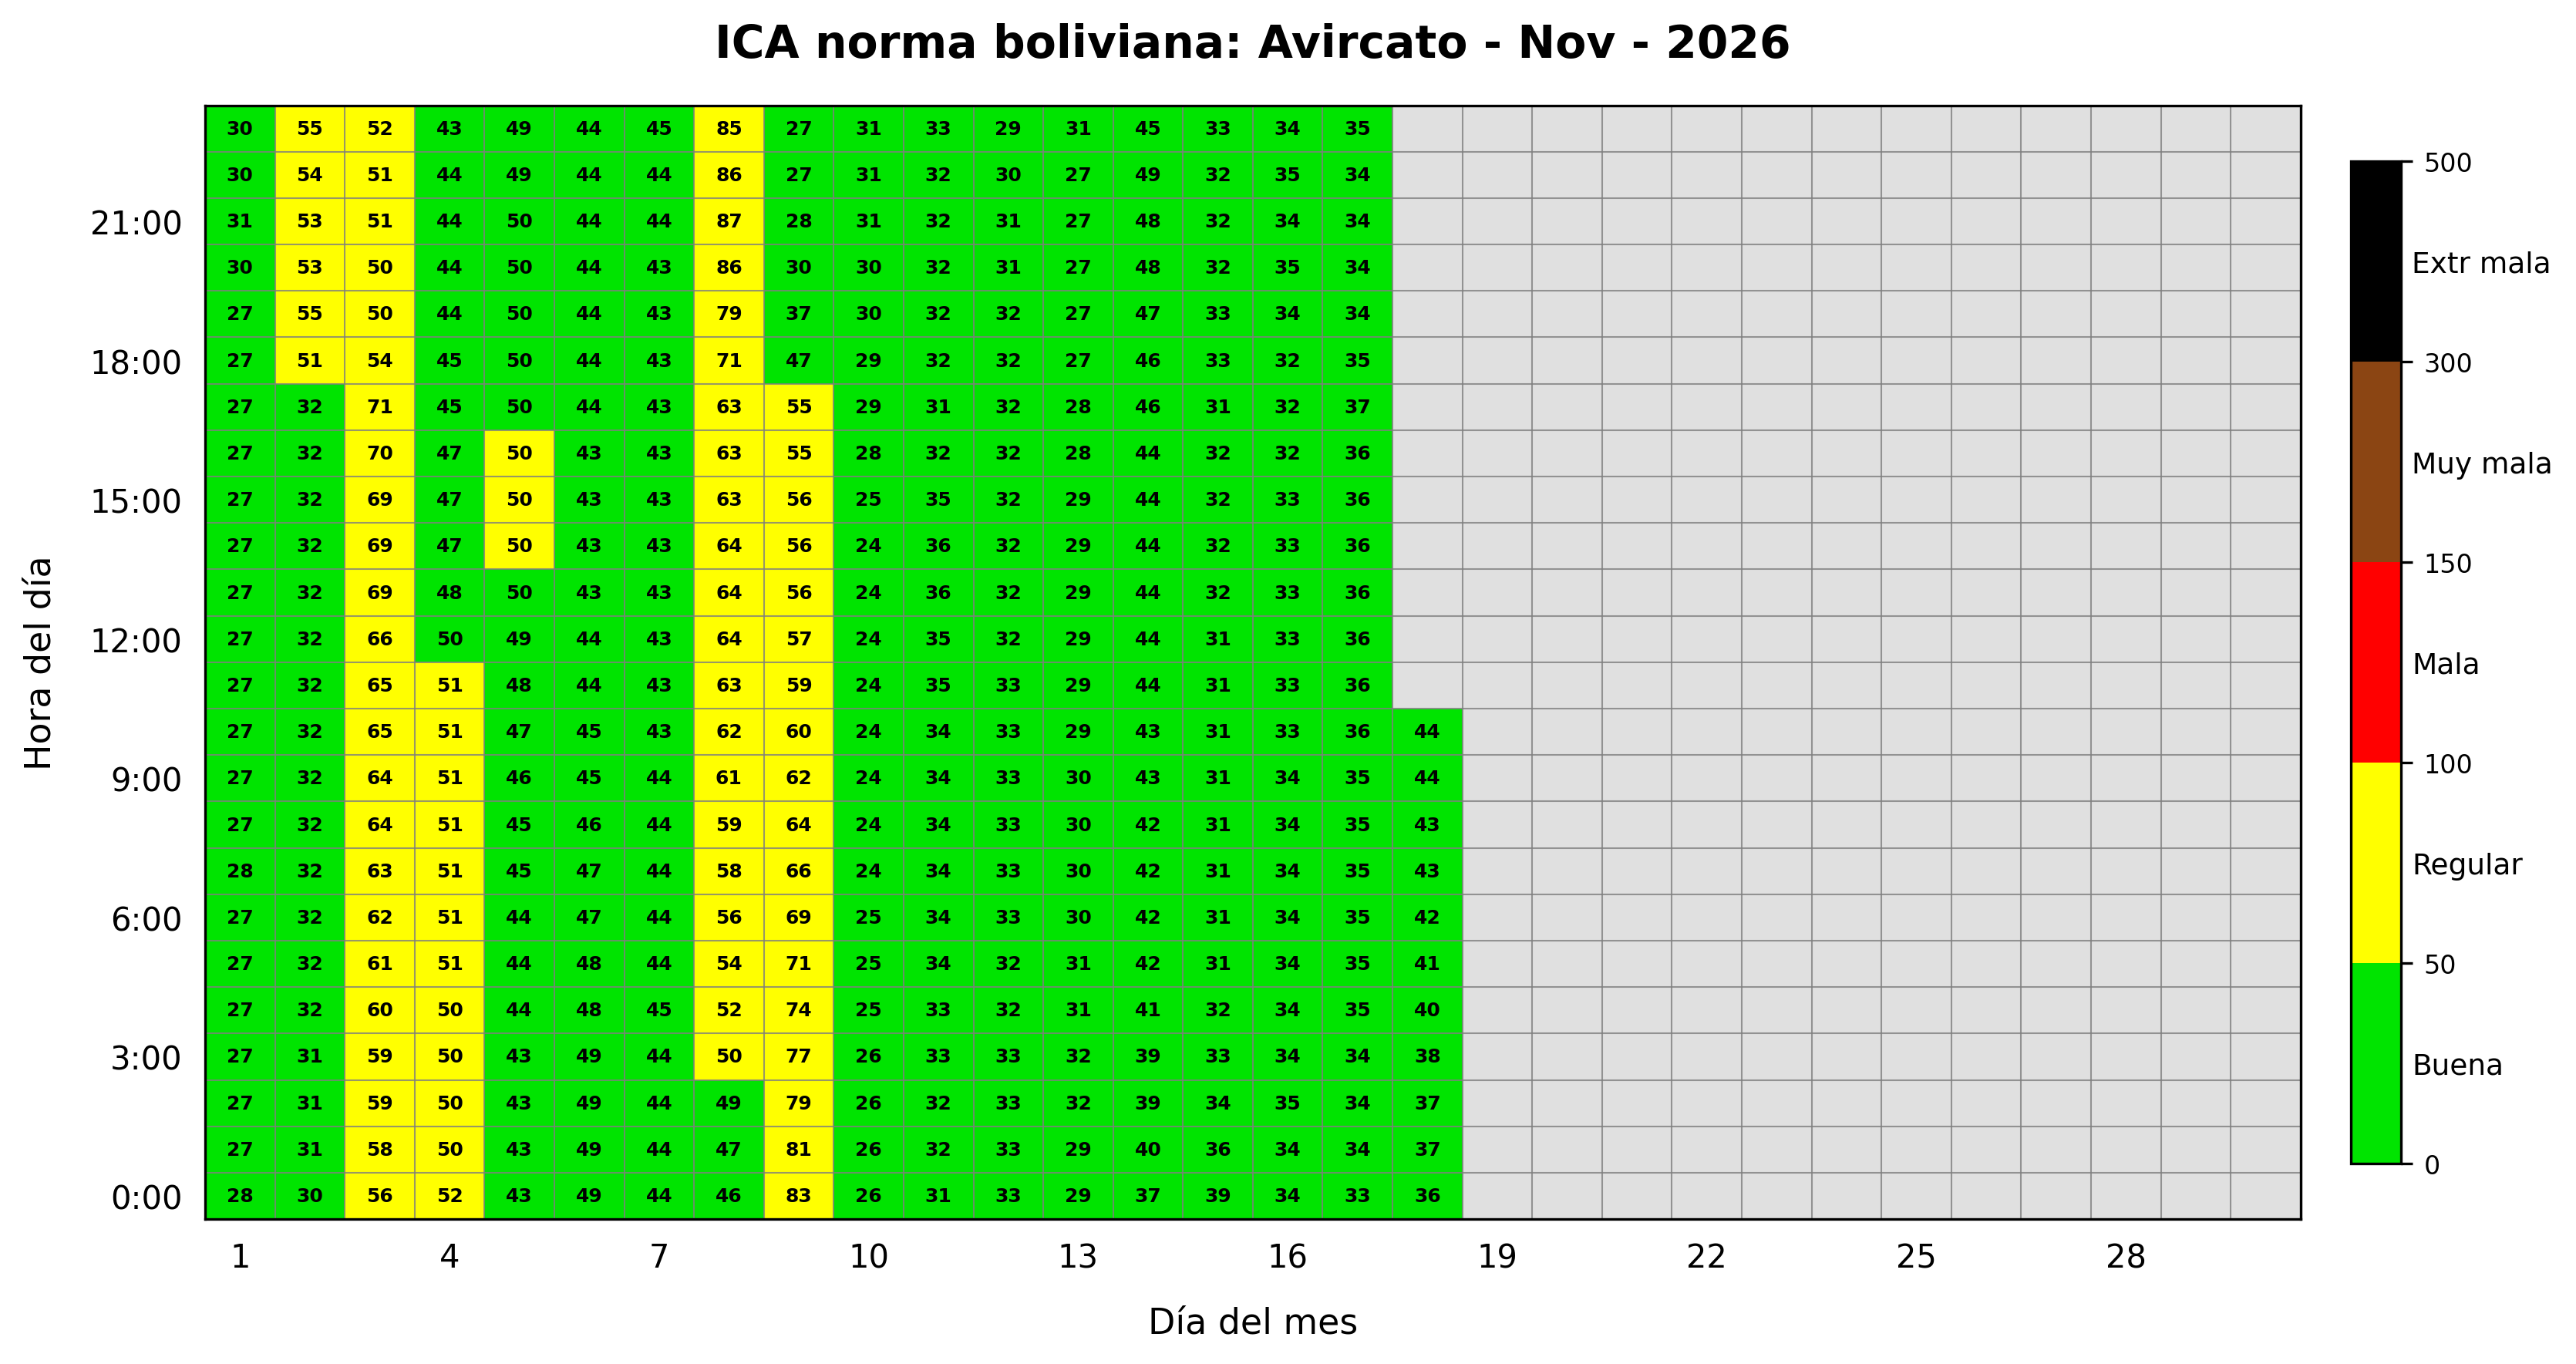 ICA norma boliviana: Avircato - Nov - 2026
30 55 52 43 49 44 45 85 27 31 33 29 31 45 33 34 35
30 54 51 44 49 44 44 86 27 31 32 30 27 49 32 35 34
21:00 31 53 51 44 50 44 44 87 28 31 32 31 27 48 32 34 34
30 53 50 44 50 44 43 86 30 30 32 31 27 48 32 35 34
27 55 50 44 50 44 43 79 37 30 32 32 27 47 33 34 34
18:00 27 51 54 45 50 44 43 71 47 29 32 32 27 46 33 32 35
27 32 71 45 50 44 43 63 55 29 31 32 28 46 31 32 37
27 32 70 47 50 43 43 63 55 28 32 32 28 44 32 32 36
15:00 27 32 69 47 50 43 43 63 56 25 35 32 29 44 32 33 36
27 32 69 47 50 43 43 64 56 24 36 32 29 44 32 33 36
27 32 69 48 50 43 43 64 56 24 36 32 29 44 32 33 36
12:00 27 32 66 50 49 44 43 64 57 24 35 32 29 44 31 33 36
27 32 65 51 48 44 43 63 59 24 35 33 29 44 31 33 36
27 32 65 51 47 45 43 62 60 24 34 33 29 43 31 33 36 44
9:00 27 32 64 51 46 45 44 61 62 24 34 33 30 43 31 34 35 44
27 32 64 51 45 46 44 59 64 24 34 33 30 42 31 34 35 43
28 32 63 51 45 47 44 58 66 24 34 33 30 42 31 34 35 43
6:00 27 32 62 51 44 47 44 56 69 25 34 33 30 42 31 34 35 42
27 32 61 51 44 48 44 54 71 25 34 32 31 42 31 34 35 41
27 32 60 50 44 48 45 52 74 25 33 32 31 41 32 34 35 40
3:00 27 31 59 50 43 49 44 50 77 26 33 33 32 39 33 34 34 38
27 31 59 50 43 49 44 49 79 26 32 33 32 39 34 35 34 37
27 31 58 50 43 49 44 47 81 26 32 33 29 40 36 34 34 37
0:00 28 30 56 52 43 49 44 46 83 26 31 33 29 37 39 34 33 36
1 4 7 10 13 16 19 22 25 28
Día del mes
Hora del día
500
Extr mala
300
Muy mala
150
Mala
100
Regular
50
Buena
0